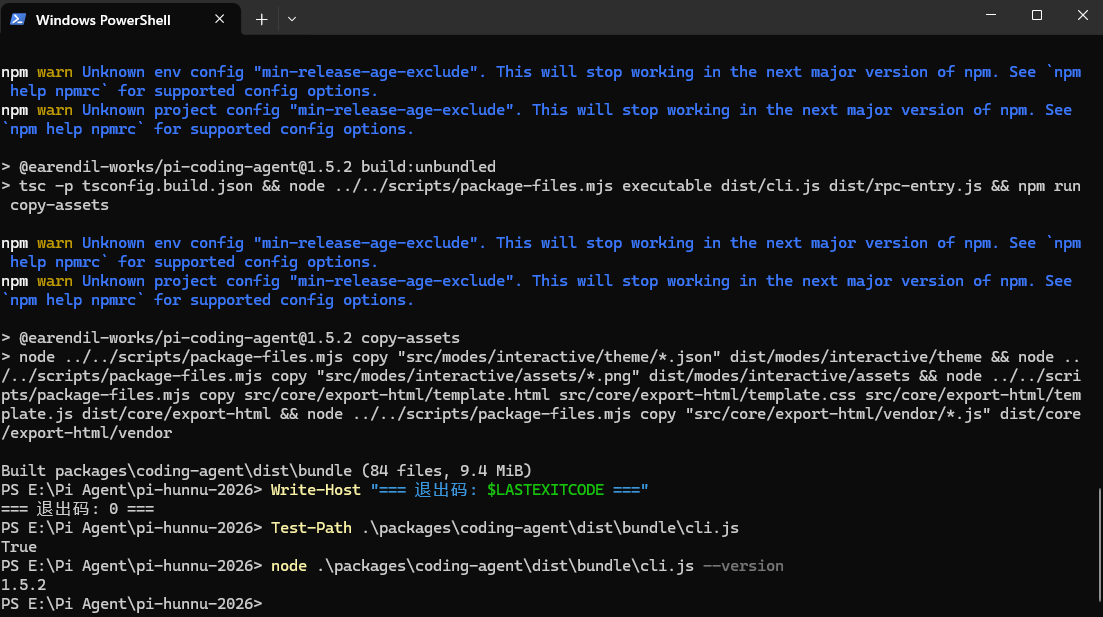 Windows PowerShell
npm warn Unknown env config "min-release-age-exclude". This will stop working in the next major version of npm. See `npm
 help npmrc` for supported config options.
npm warn Unknown project config "min-release-age-exclude". This will stop working in the next major version of npm. See
`npm help npmrc` for supported config options.
> @earendil-works/pi-coding-agent@1.5.2 build:unbundled
> tsc -p tsconfig.build.json && node ../../scripts/package-files.mjs executable dist/cli.js dist/rpc-entry.js && npm run
 copy-assets
npm warn Unknown env config "min-release-age-exclude". This will stop working in the next major version of npm. See `npm
 help npmrc` for supported config options.
npm warn Unknown project config "min-release-age-exclude". This will stop working in the next major version of npm. See
`npm help npmrc` for supported config options.
> @earendil-works/pi-coding-agent@1.5.2 copy-assets
> node ../../scripts/package-files.mjs copy "src/modes/interactive/theme/*.json" dist/modes/interactive/theme && node ..
/../scripts/package-files.mjs copy "src/modes/interactive/assets/*.png" dist/modes/interactive/assets && node ../../scri
pts/package-files.mjs copy src/core/export-html/template.html src/core/export-html/template.css src/core/export-html/tem
plate.js dist/core/export-html && node ../../scripts/package-files.mjs copy "src/core/export-html/vendor/*.js" dist/core
/export-html/vendor
Built packages\coding-agent\dist\bundle (84 files, 9.4 MiB)
PS E:\Pi Agent\pi-hunnu-2026> Write-Host "=== 退出码: $LASTEXITCODE ==="
=== 退出码: 0 ===
PS E:\Pi Agent\pi-hunnu-2026> Test-Path .\packages\coding-agent\dist\bundle\cli.js
True
PS E:\Pi Agent\pi-hunnu-2026> node .\packages\coding-agent\dist\bundle\cli.js --version
1.5.2
PS E:\Pi Agent\pi-hunnu-2026>